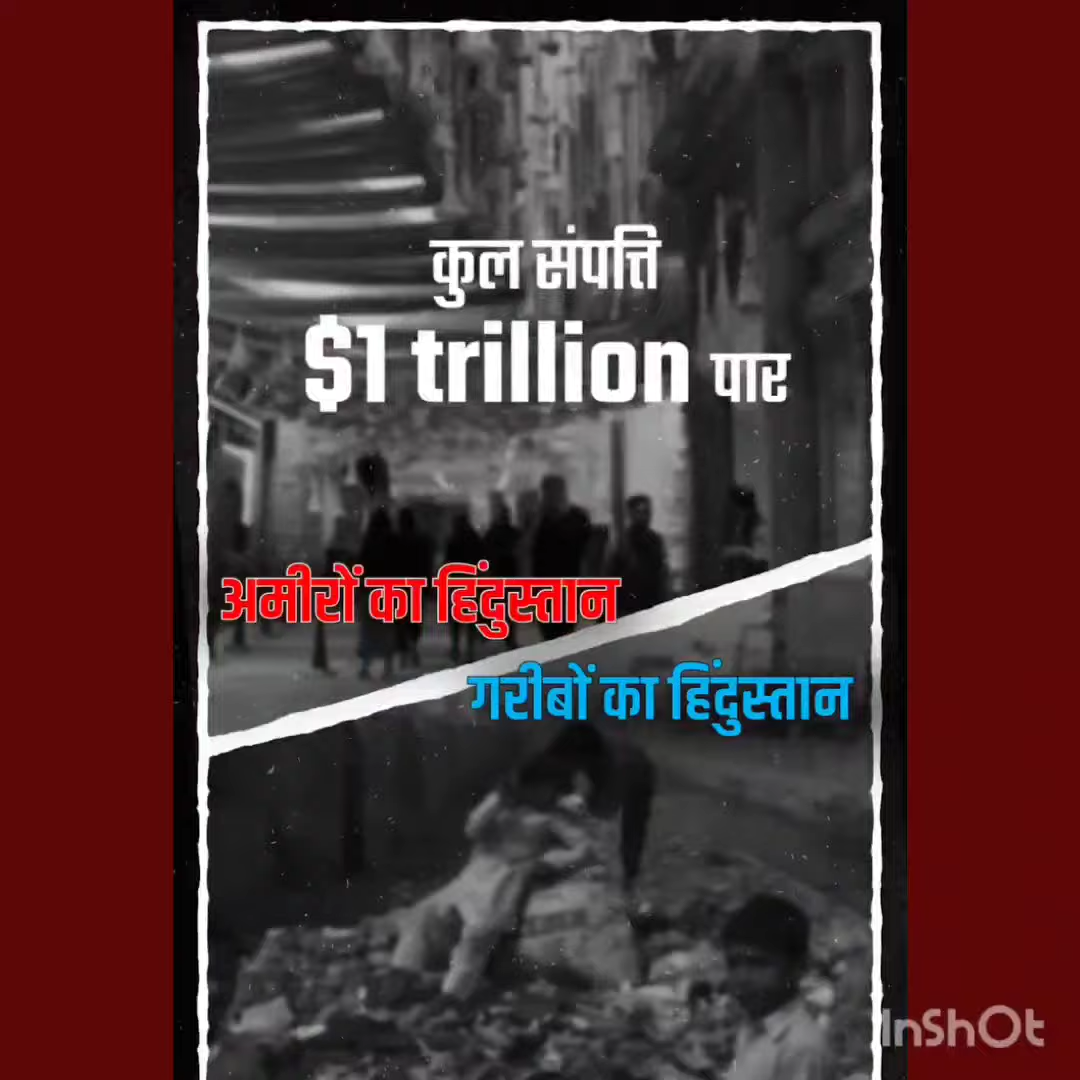 कुल संपत्ति
$1 trillion पार
अमीरों का हिंदुस्तान
गरीबों का हिंदुस्तान
InShOt